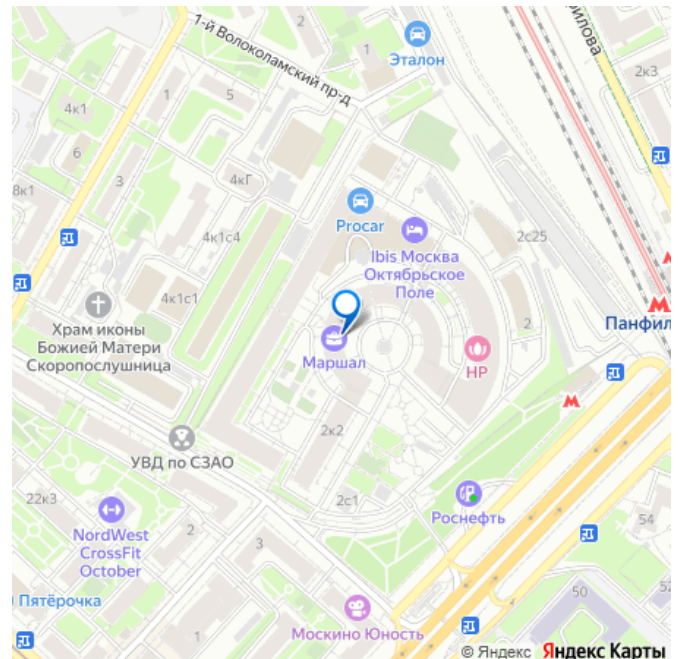 1-й Волоколамский пр-д
2
1
Эталон
илова
2к3
4к1
1
5
6
3
8к1
4кГ
4к1с4
Procar
Ibis Москва
Октябрьское
Поле
2с25
4к1с1
Храм иконы
Божией Матери
Скоропослушница
Маршал
НР
2
Панфил
2к2
УВД по СЗАО
2с1
Роснефть
22к3
NordWest
CrossFit
October
2
3
54
50
52
Пятёрочка
1
1
Москино Юность
© Яндекс Яндекс Карты